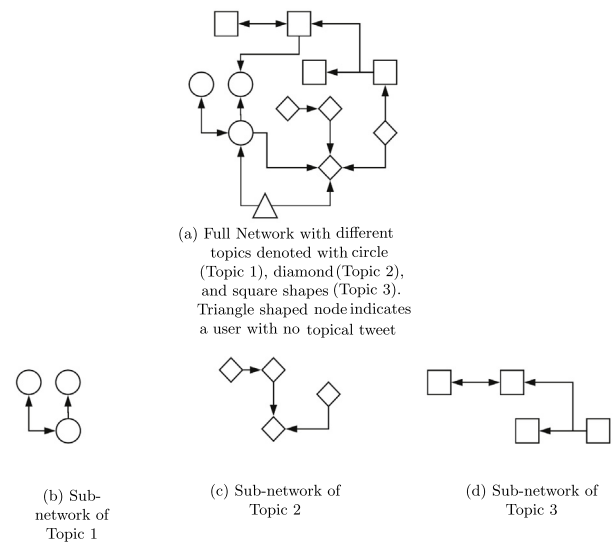 (a) Full Network with different
topics denoted with circle
(Topic 1), diamond (Topic 2),
and square shapes (Topic 3).
Triangle shaped node indicates
a user with no topical tweet
(b) Sub-
network of
Topic 1
(c) Sub-network of
Topic 2
(d) Sub-network of
Topic 3